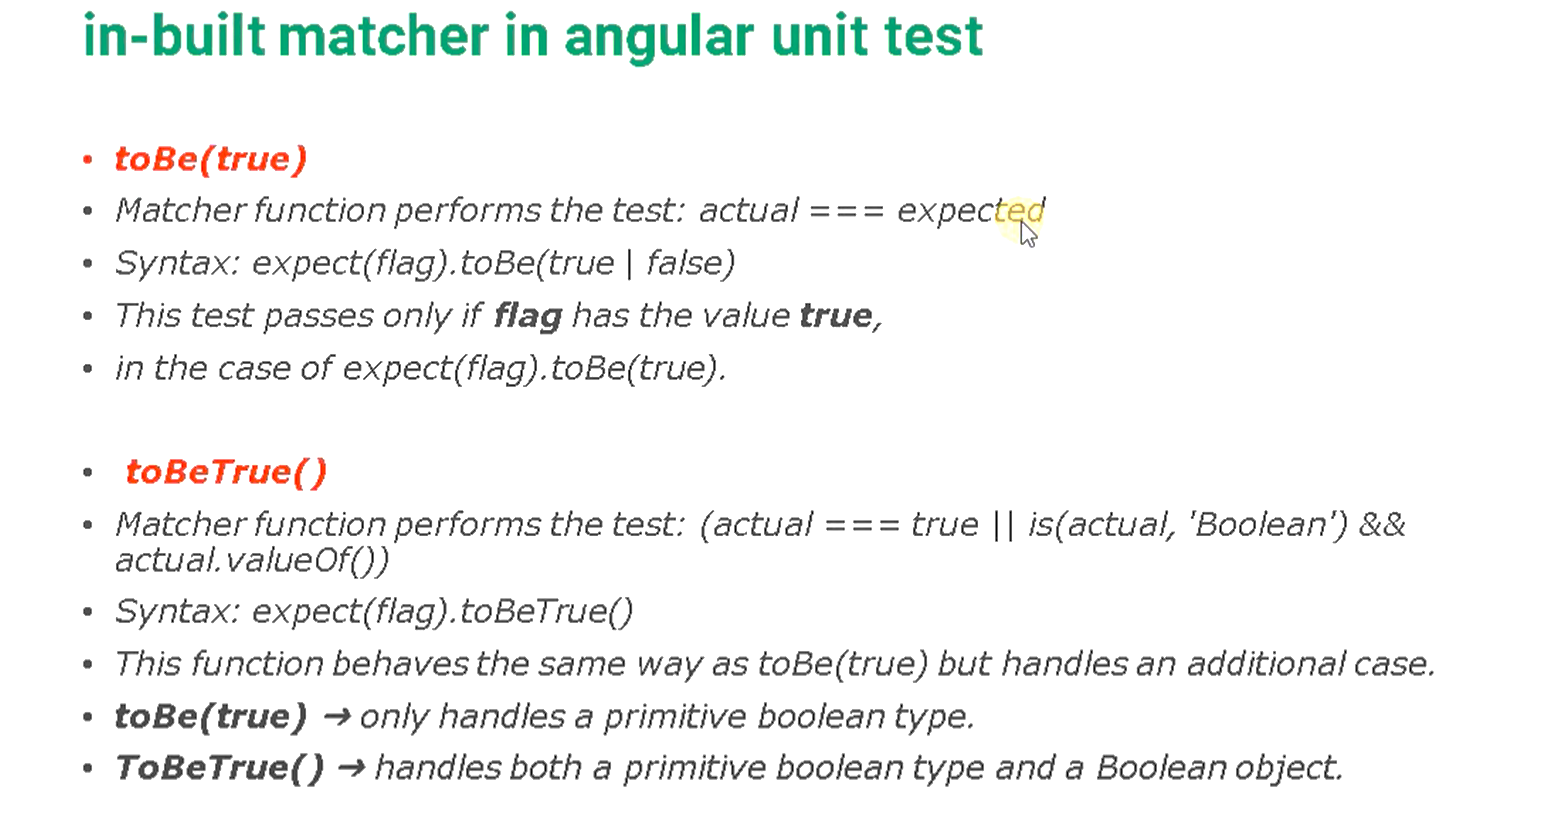 in-built matcher in angular unit test
• toBe(true)
• Matcher function performs the test: actual === expected
• Syntax: expect(flag).toBe(true | false)
• This test passes only if flag has the value true,
• in the case of expect(flag).toBe(true).
• toBeTrue()
• Matcher function performs the test: (actual === true || is(actual, 'Boolean') &&
actual.valueOf())
• Syntax: expect(flag).toBeTrue()
• This function behaves the same way as toBe(true) but handles an additional case.
• toBe(true) → only handles a primitive boolean type.
• ToBeTrue() → handles both a primitive boolean type and a Boolean object.